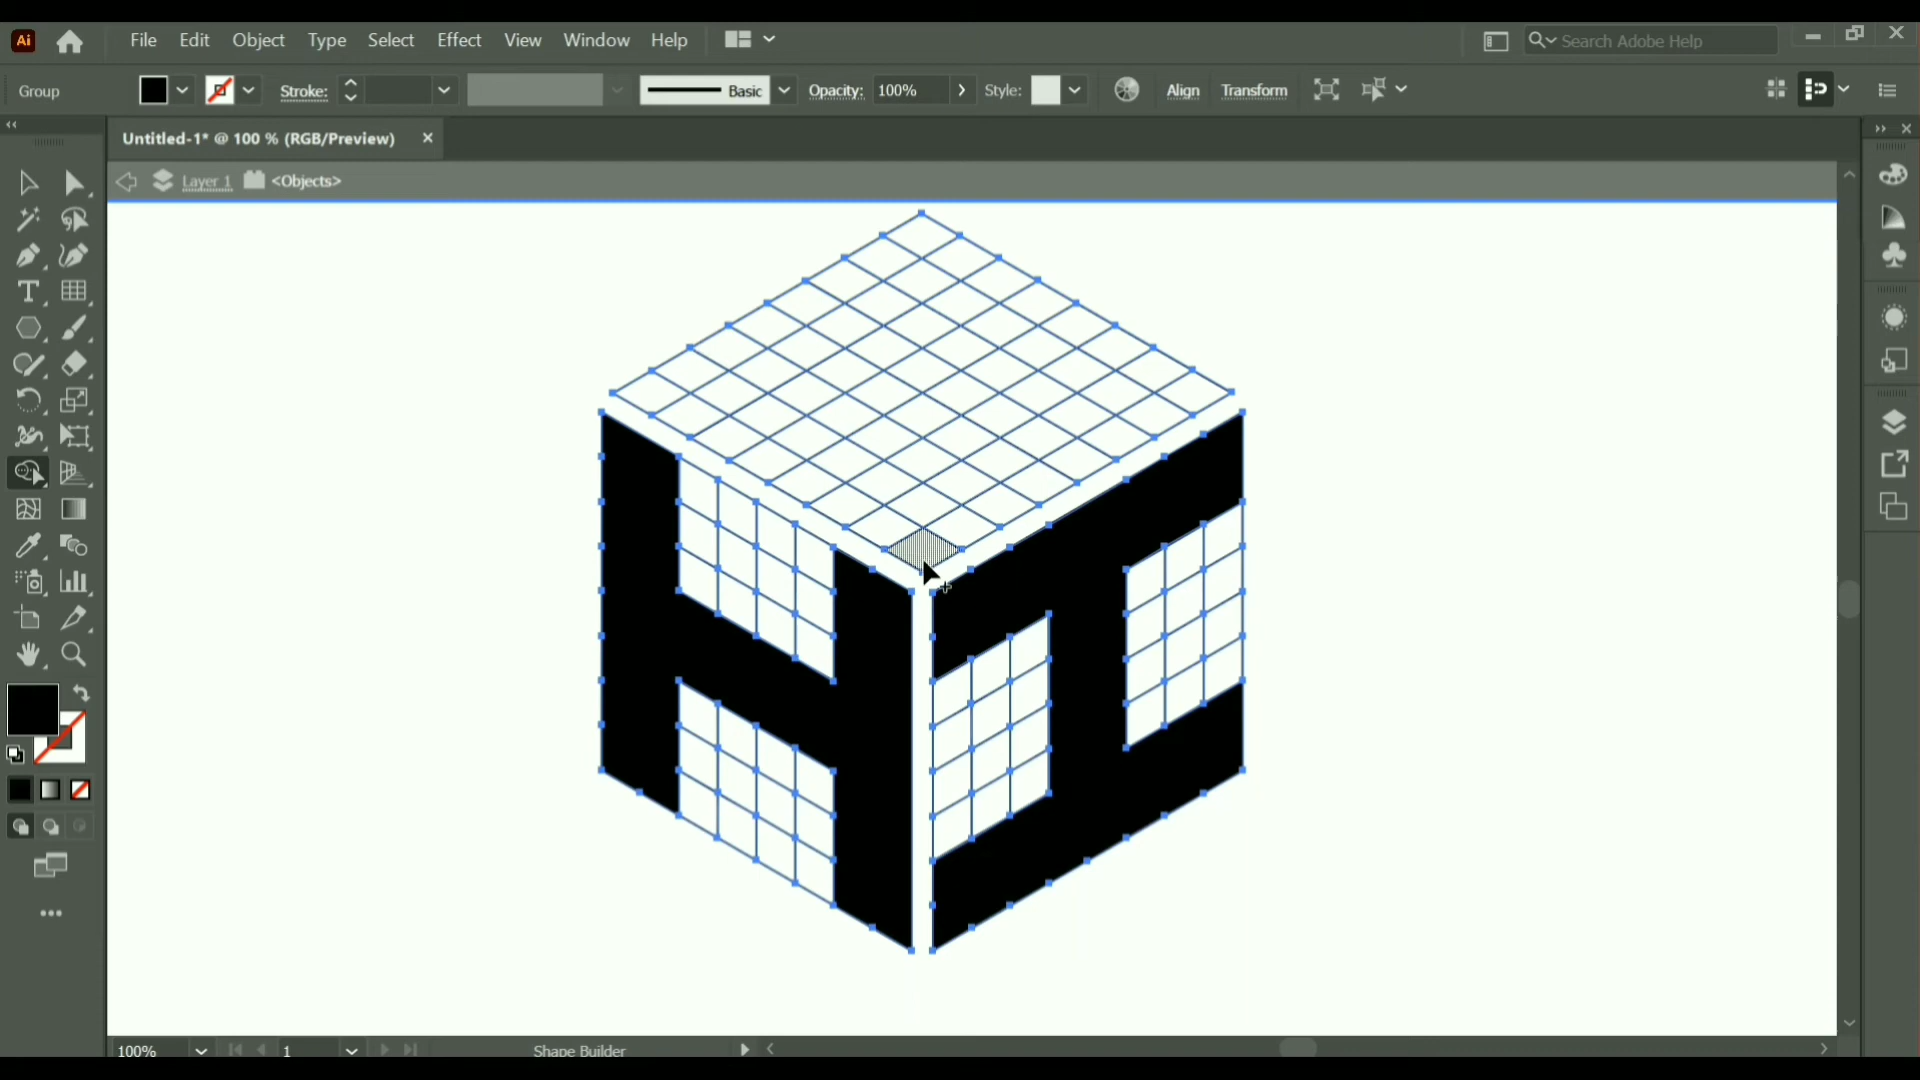 Ai File Edit Object Type Select Effect View Window Help Search Adobe Help
Group Stroke: Basic Opacity: 100% Style: Align Transform
Untitled-1* @ 100 % (RGB/Preview)
Layer 1 <Objects>
H I
100% 1 Shape Builder